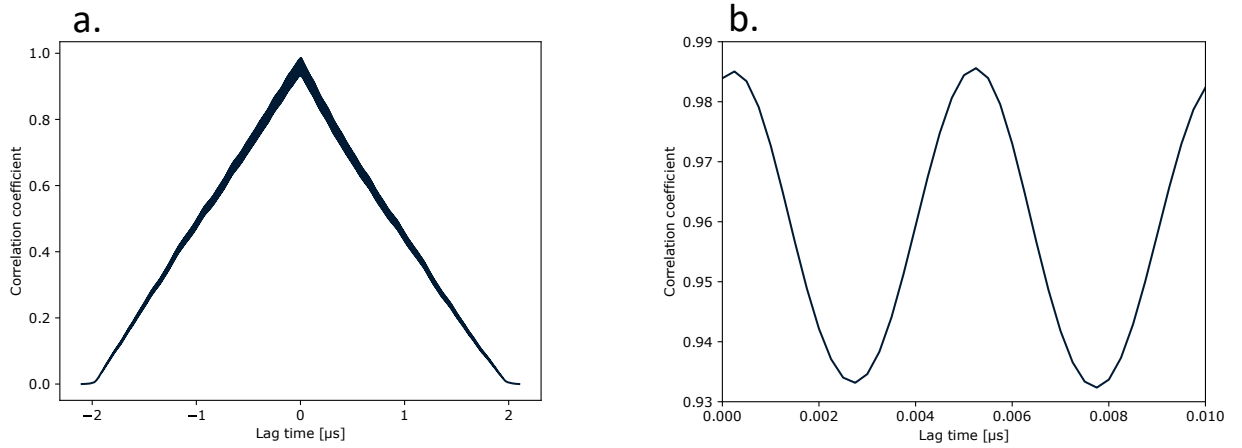 a.
1.0
0.8
0.6
0.4
0.2
0.0
Correlation coefficient
−2 −1 0 1 2
Lag time [µs]
b.
0.99
0.98
0.97
0.96
0.95
0.94
0.93
Correlation coefficient
0.000 0.002 0.004 0.006 0.008 0.010
Lag time [µs]